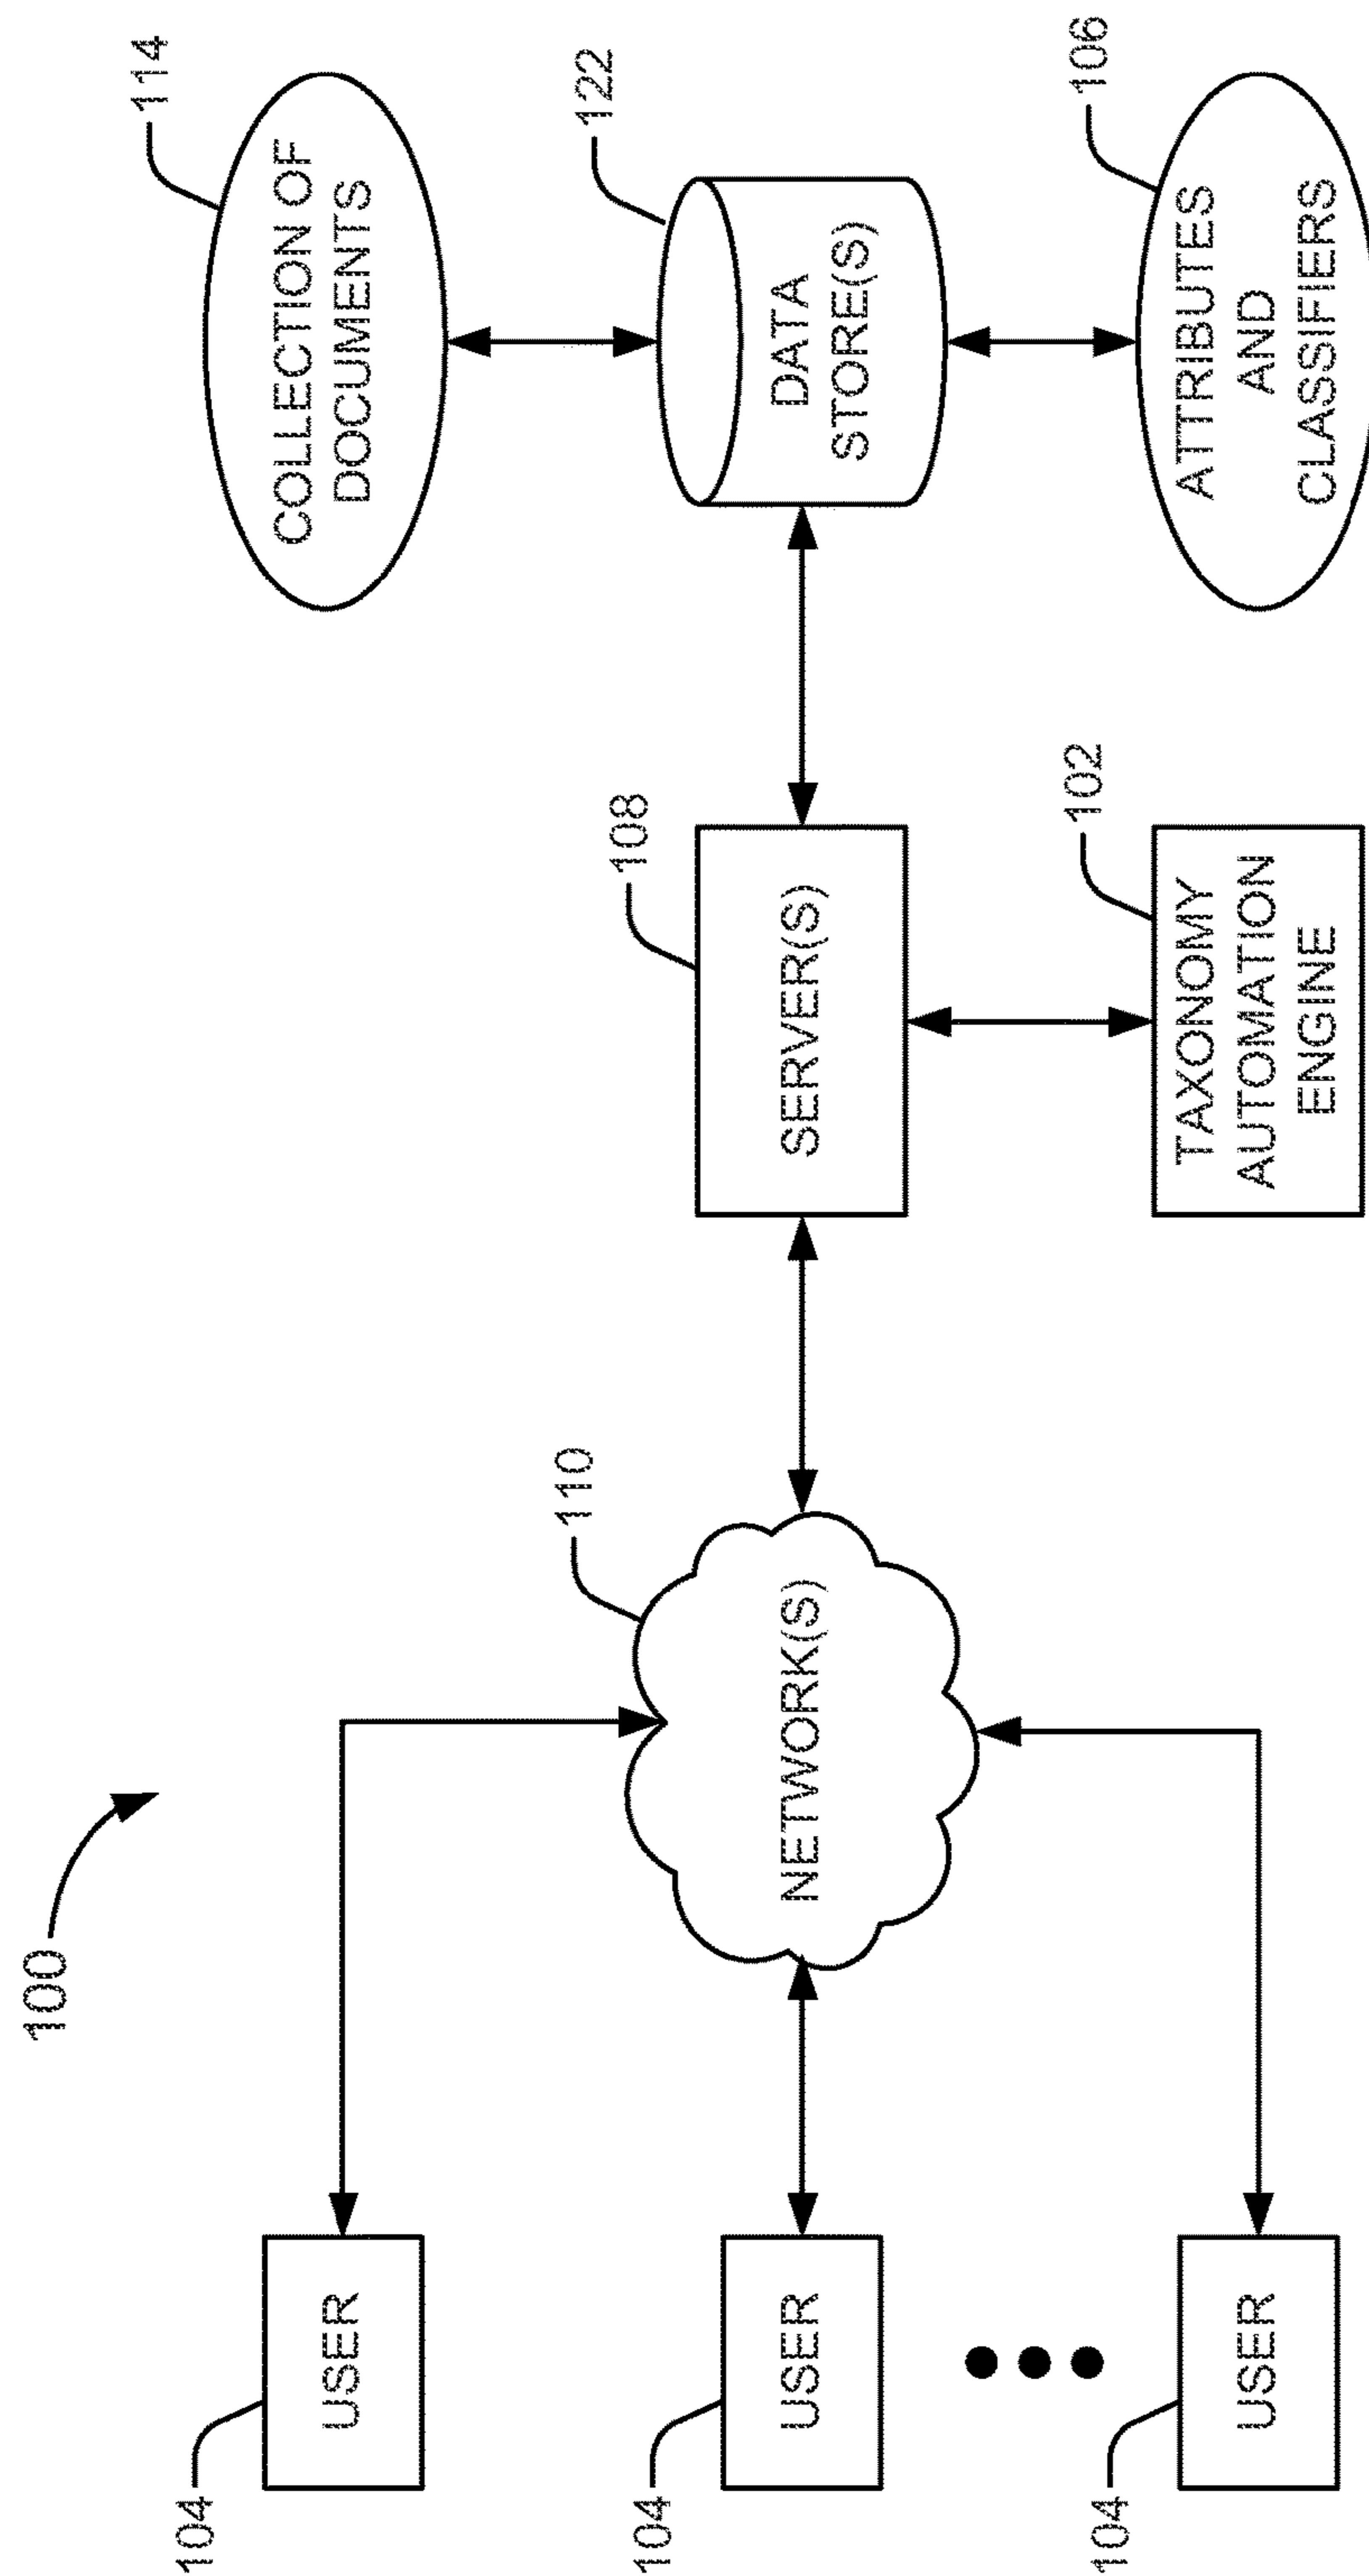 100
114
COLLECTION OF
DOCUMENTS
104
USER
110
108
122
104
USER
NETWORK(S)
SERVER(S)
DATA
STORE(S)
102
106
104
USER
TAXONOMY
AUTOMATION
ENGINE
ATTRIBUTES
AND
CLASSIFIERS